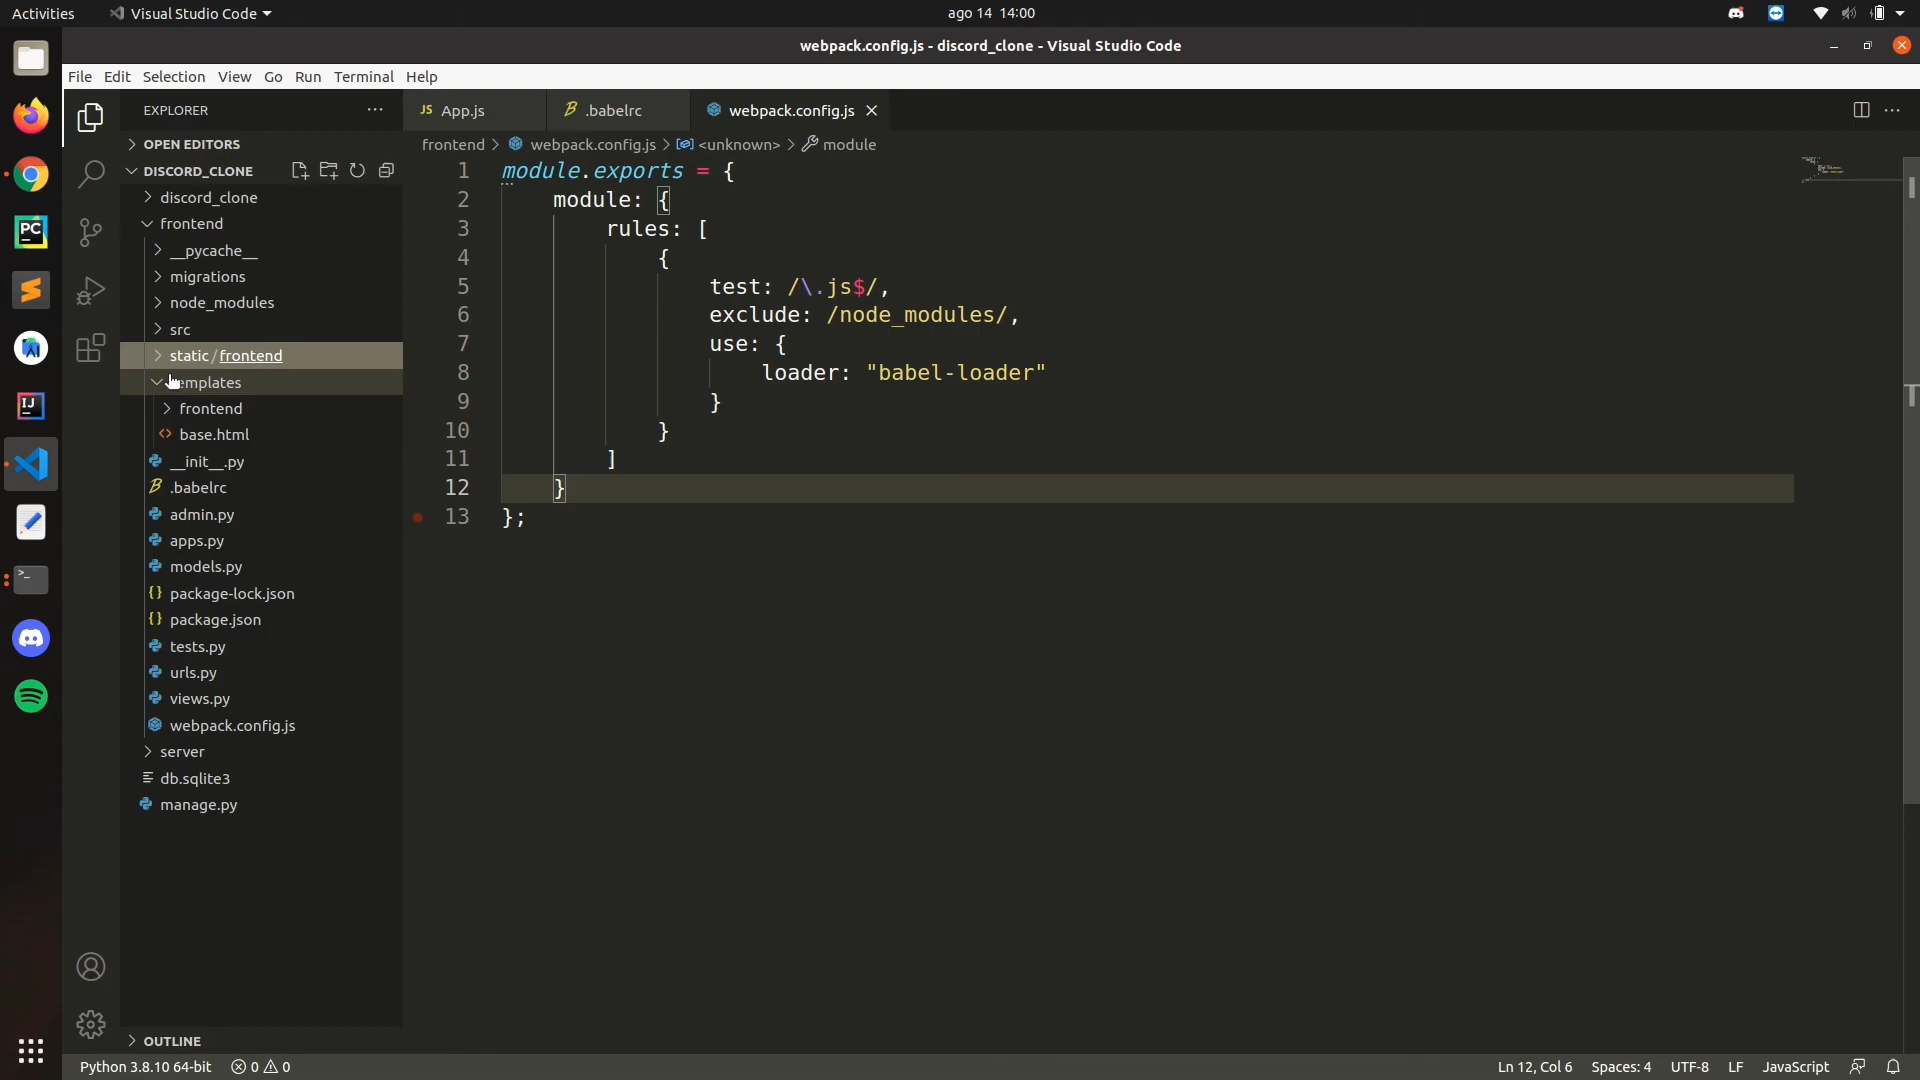 Activities
Visual Studio Code
ago 14 14:00
webpack.config.js - discord_clone - Visual Studio Code
File Edit Selection View Go Run Terminal Help
EXPLORER
OPEN EDITORS
DISCORD_CLONE
discord_clone
frontend
__pycache__
migrations
node_modules
src
static/frontend
emplates
frontend
base.html
__init__.py
.babelrc
admin.py
apps.py
models.py
package-lock.json
package.json
tests.py
urls.py
views.py
webpack.config.js
server
db.sqlite3
manage.py
OUTLINE
JS App.js
.babelrc
webpack.config.js
frontend > webpack.config.js > <unknown> > module
1 module.exports = {
2 module: {
3 rules: [
4 {
5 test: /\.js$/,
6 exclude: /node_modules/,
7 use: {
8 loader: "babel-loader"
9 }
10 }
11 ]
12 }
13 };
PC
IJ
Python 3.8.10 64-bit
0 0
Ln 12, Col 6
Spaces: 4
UTF-8
LF
JavaScript